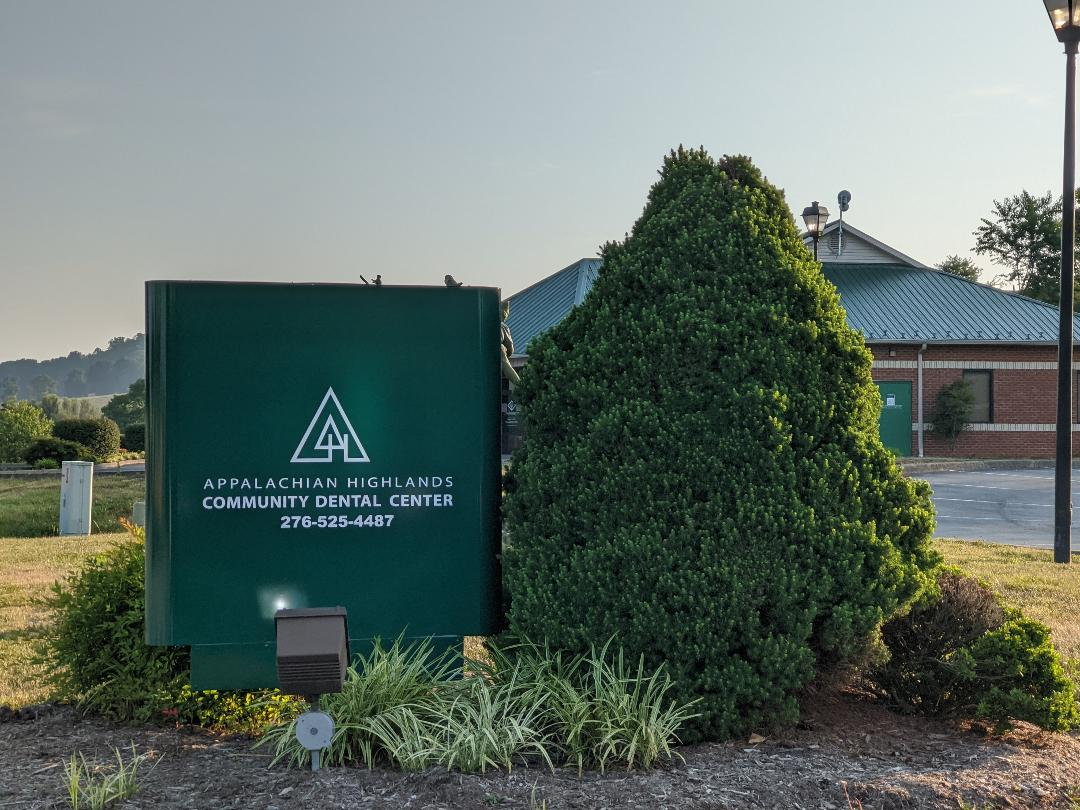 APPALACHIAN HIGHLANDS
COMMUNITY DENTAL CENTER
276-525-4487